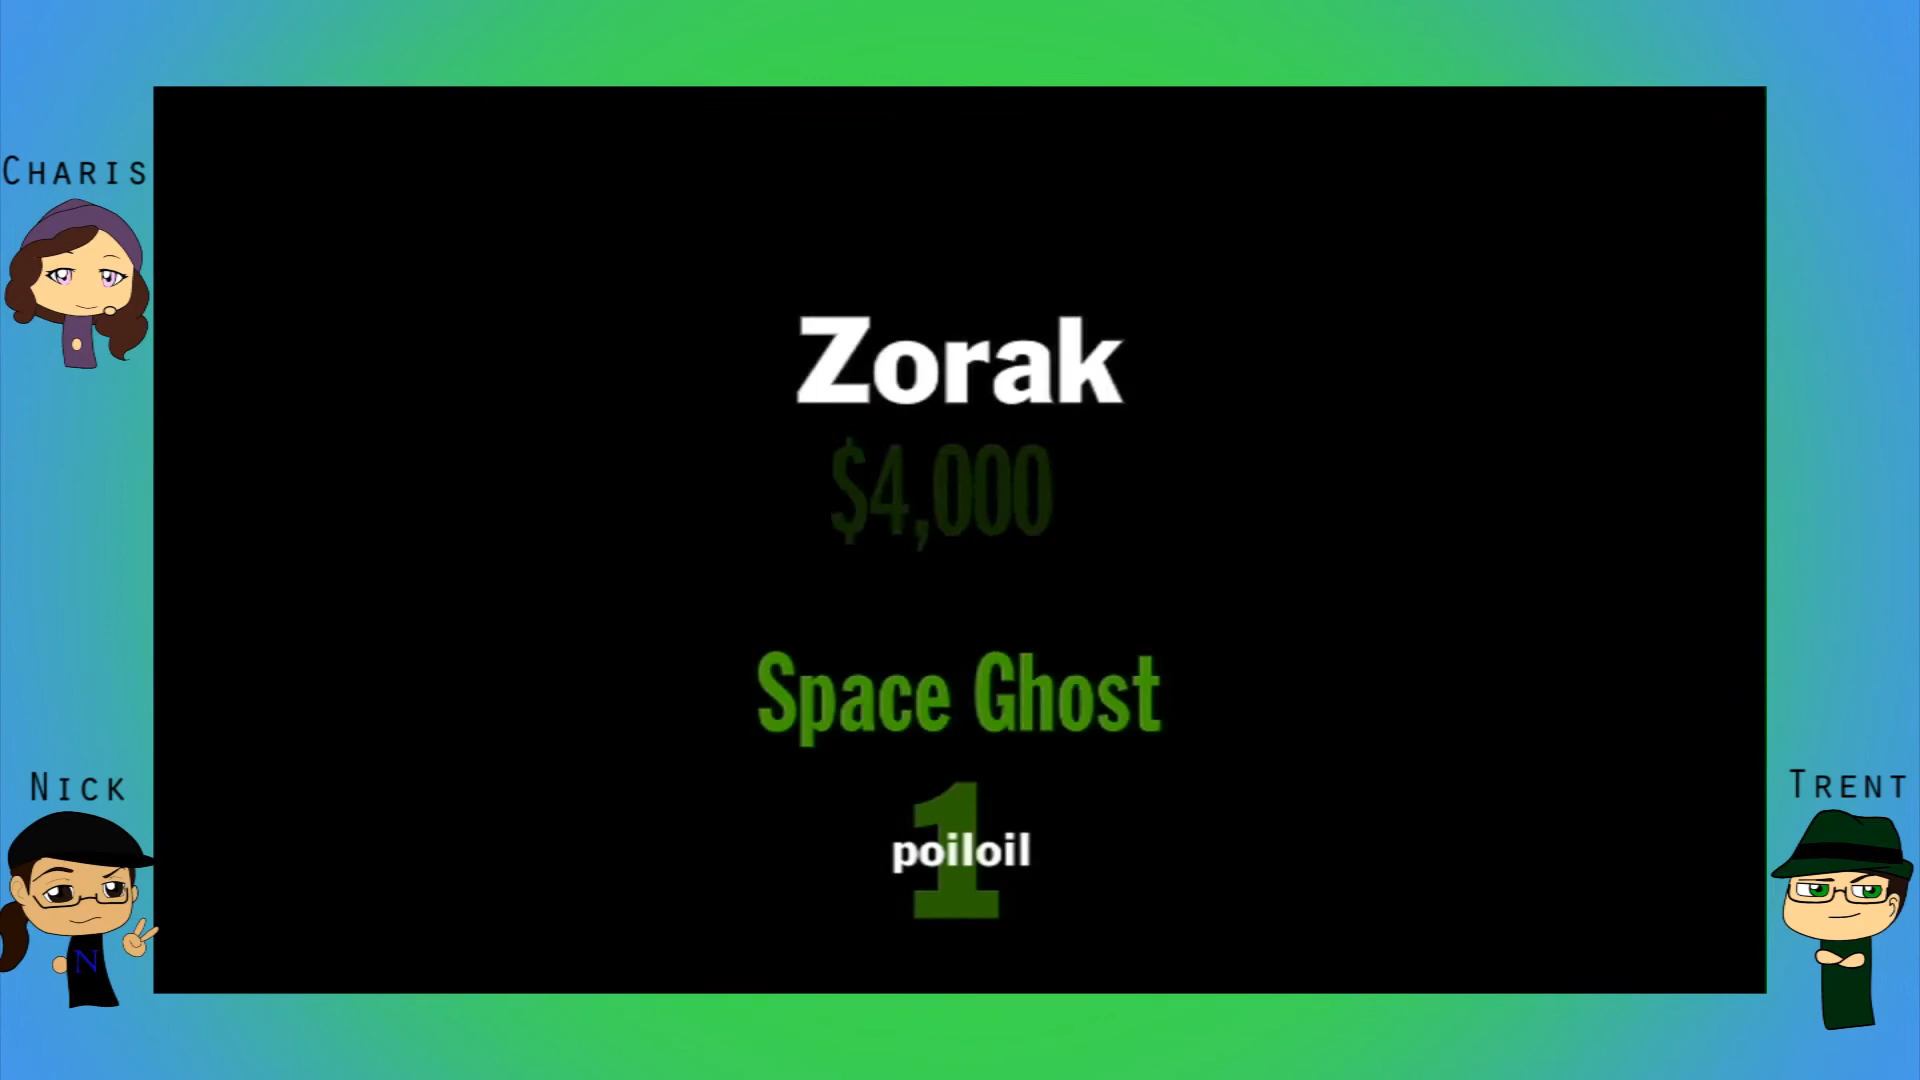 Charis
Zorak
$4,000
Space Ghost
1
poiloil
Nick
N
Trent